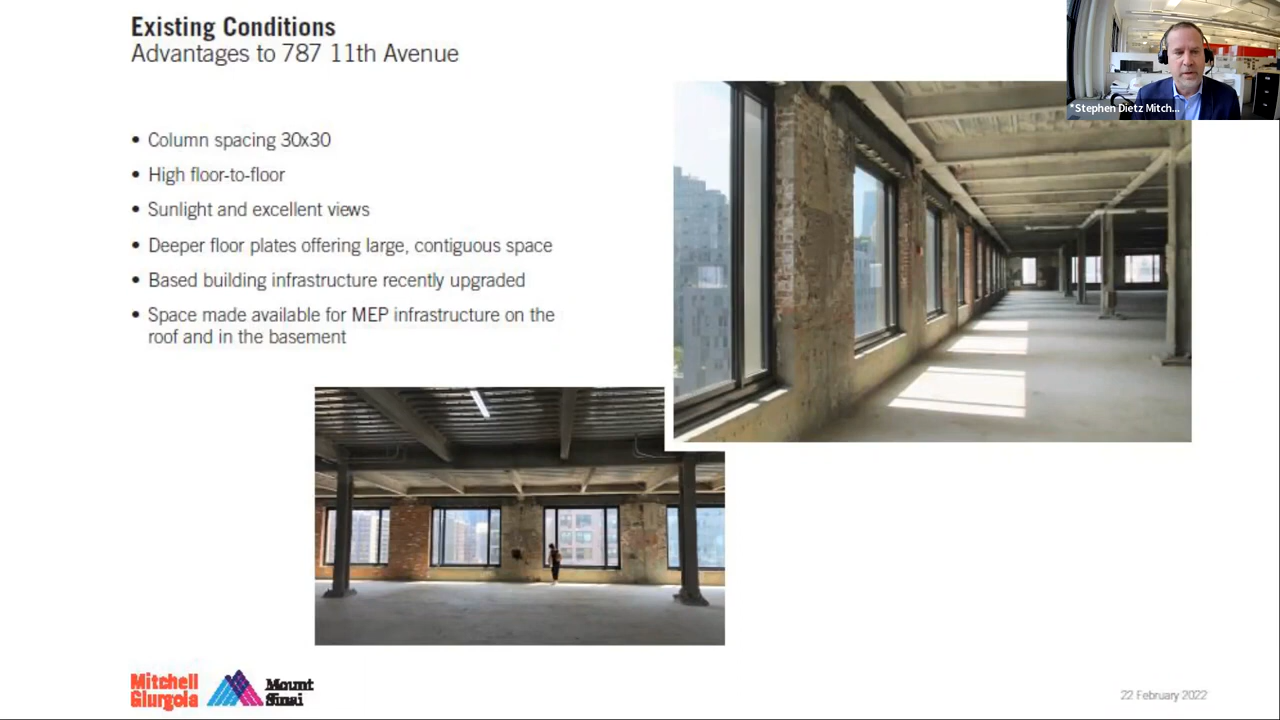 Existing Conditions
Advantages to 787 11th Avenue
*Stephen Dietz Mitch...
• Column spacing 30x30
• High floor-to-floor
• Sunlight and excellent views
• Deeper floor plates offering large, contiguous space
• Based building infrastructure recently upgraded
• Space made available for MEP infrastructure on the
roof and in the basement
Mitchell
Giurgola
Mount
Sinai
22 February 2022